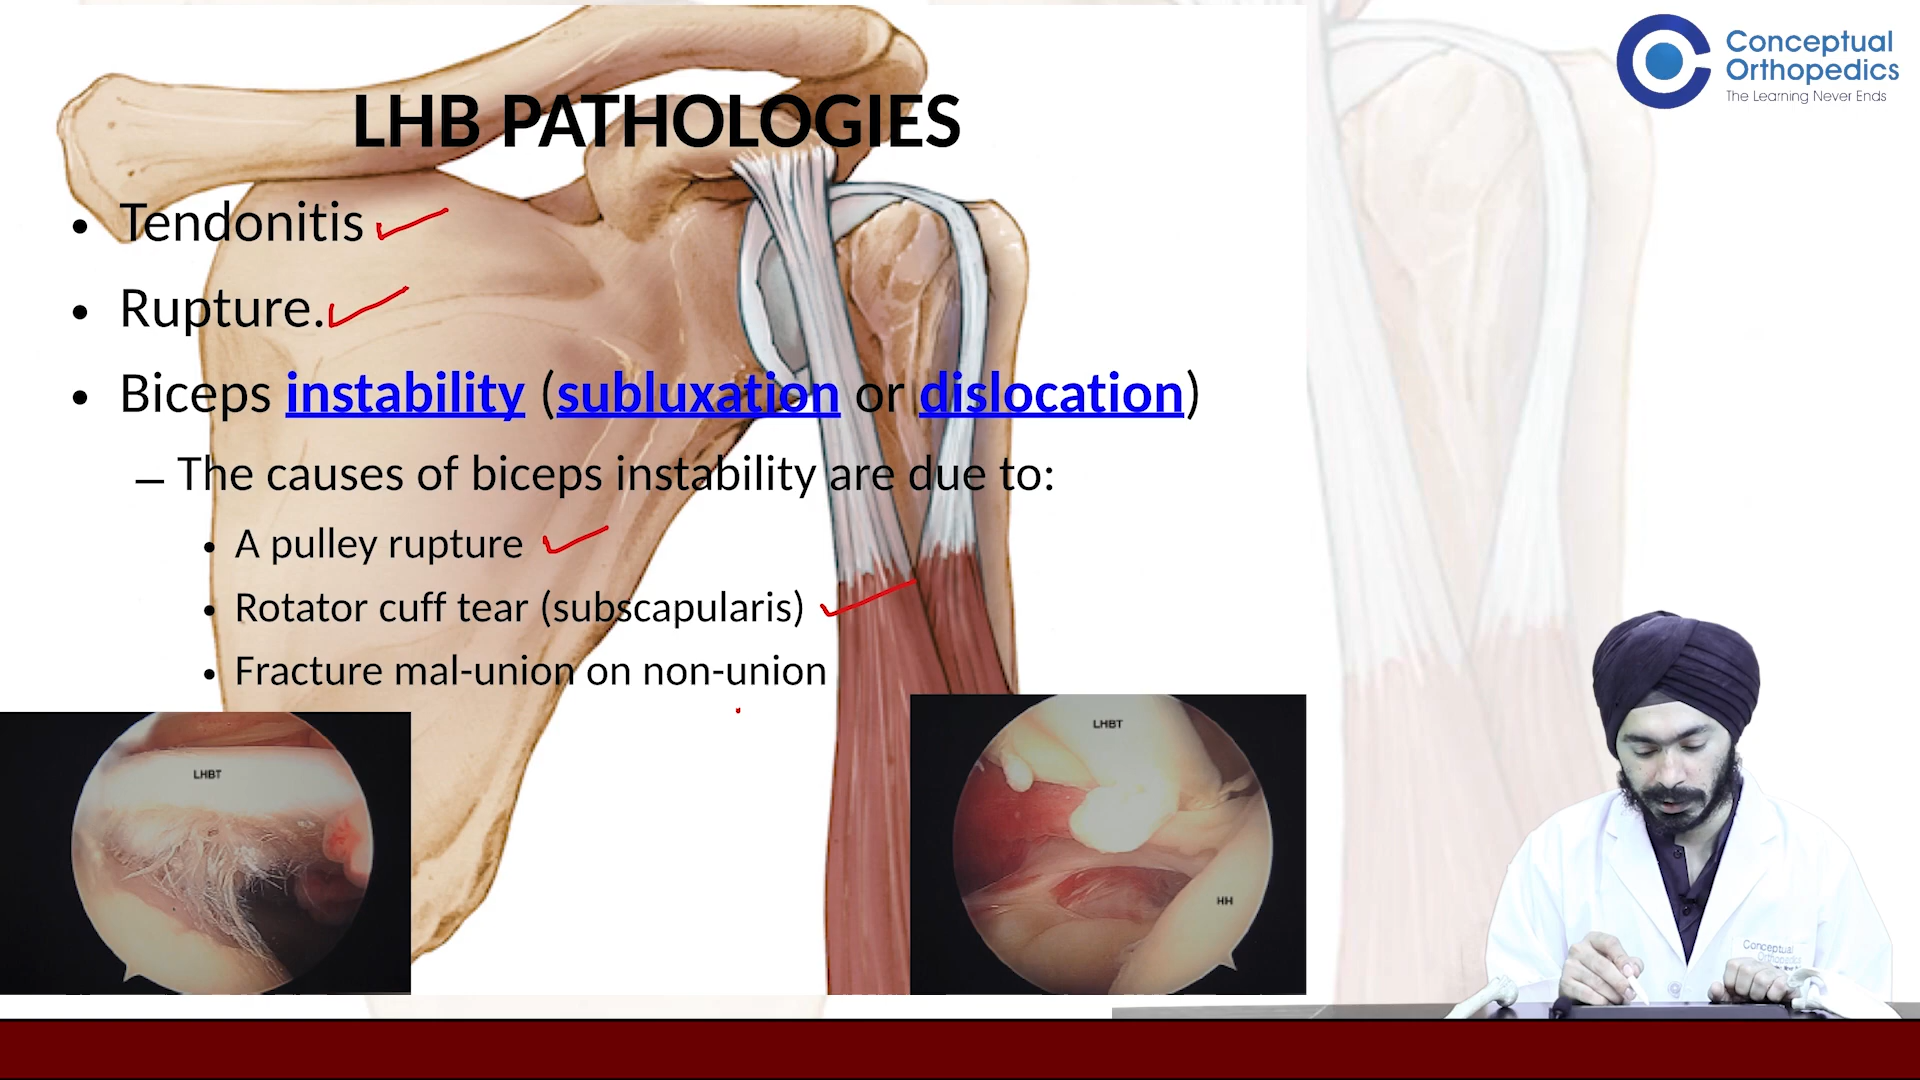 Conceptual
Orthopedics
The Learning Never Ends
LHB PATHOLOGIES
• Tendonitis
• Rupture.
• Biceps instability (subluxation or dislocation)
– The causes of biceps instability are due to:
• A pulley rupture
• Rotator cuff tear (subscapularis)
• Fracture mal-union on non-union
LHBT
LHBT
HH
Conceptual
Orthopedics